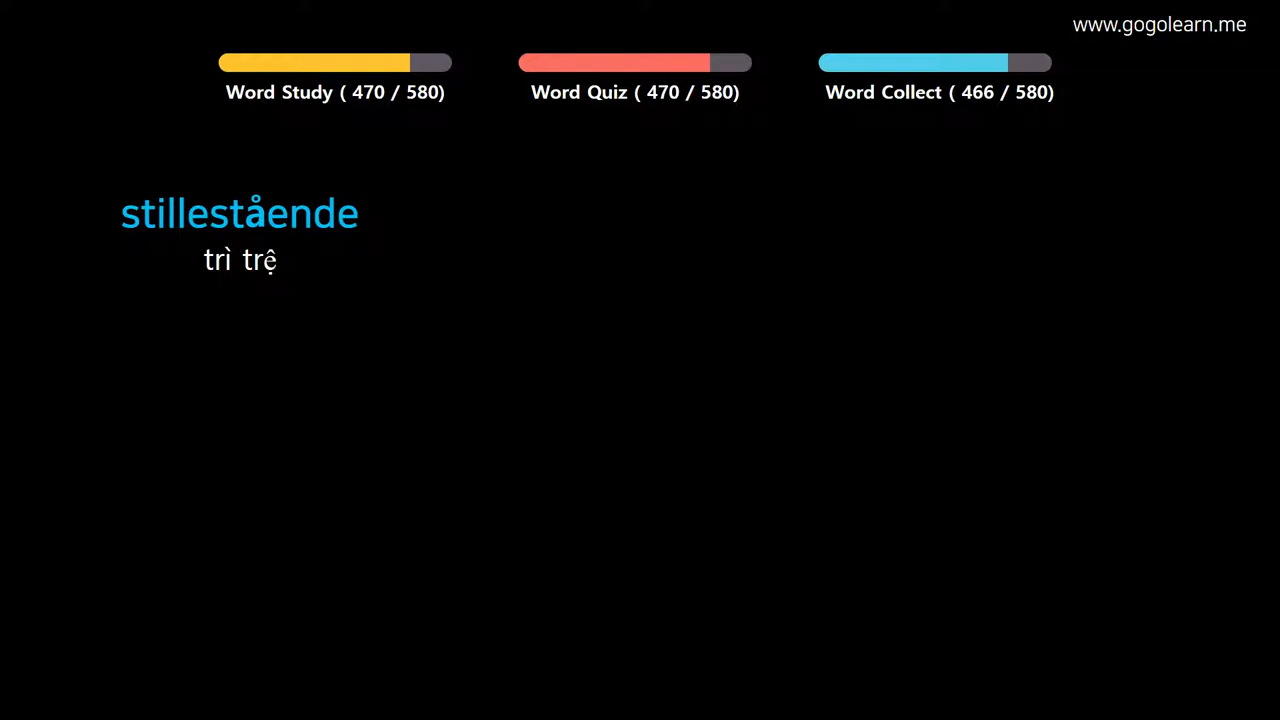 www.gogolearn.me
Word Study ( 470 / 580)
Word Quiz ( 470 / 580)
Word Collect ( 466 / 580)
stillestående
trì trệ